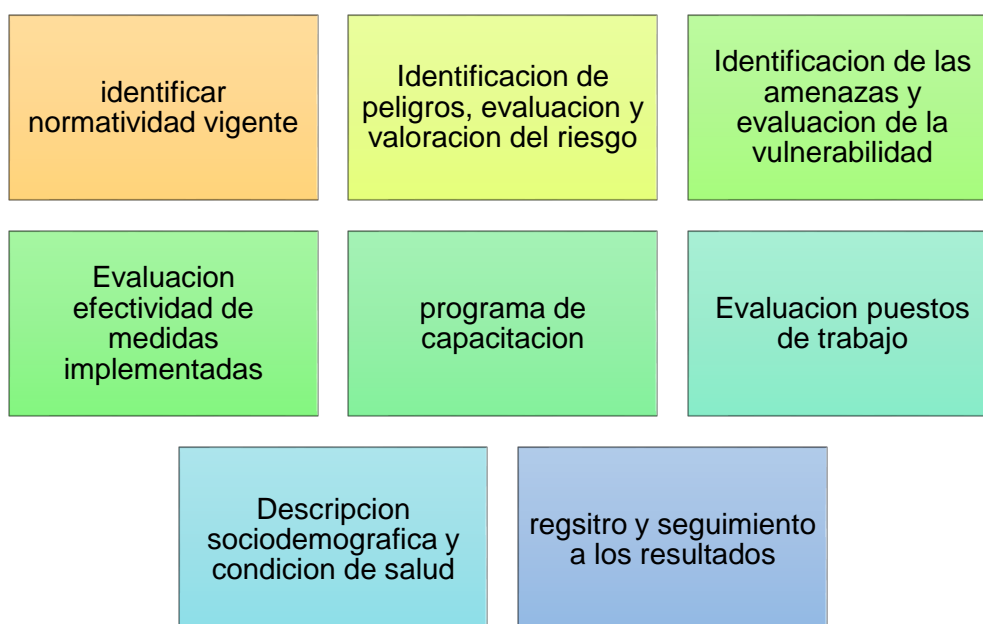 identificar
normatividad vigente
Identificacion de
peligros, evaluacion y
valoracion del riesgo
Identificacion de las
amenazas y
evaluacion de la
vulnerabilidad
Evaluacion
efectividad de
medidas
implementadas
programa de
capacitacion
Evaluacion puestos
de trabajo
Descripcion
sociodemografica y
condicion de salud
regsitro y seguimiento
a los resultados